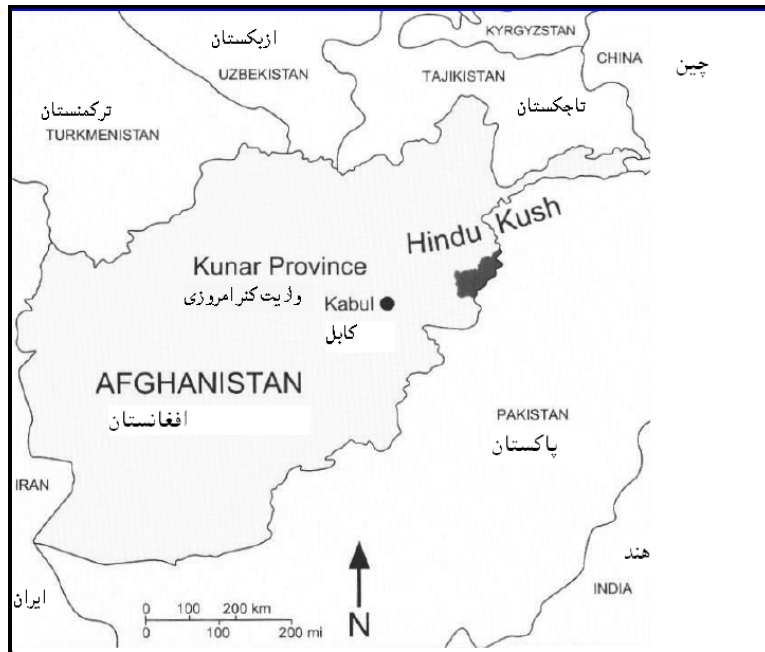 KYRGYZSTAN
ازبکستان
UZBEKISTAN
CHINA
چین
TAJIKISTAN
تاجکستان
ترکمنستان
TURKMENISTAN
Hindu Kush
Kunar Province
ولایت کنر امروزی
Kabul
کابل
AFGHANISTAN
افغانستان
PAKISTAN
پاکستان
IRAN
ایران
هند
INDIA
0 100 200 km
0 100 200 mi
N